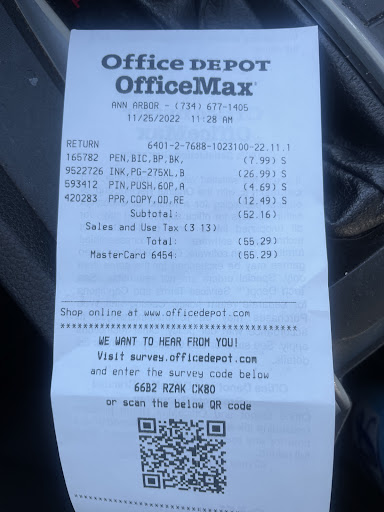 Office DEPOT
OfficeMax
ANN ARBOR - (734) 677-1405
11/25/2022 11:28 AM
RETURN 6401-2-7688-1023100-22.11.1
165782 PEN,BIC,BP,BK, (7.99) S
9522726 INK,PG-275XL,B (26.99) S
593412 PIN,PUSH,60P,A (4.69) S
420283 PPR,COPY,OD,RE (12.49) S
Subtotal: (52.16)
Sales and Use Tax (3 13)
Total: (55.29)
MasterCard 6454: (55.29)
Shop online at www.officedepot.com
****************************************
WE WANT TO HEAR FROM YOU!
Visit survey.officedepot.com
and enter the survey code below
66B2 RZAK CK80
or scan the below QR code